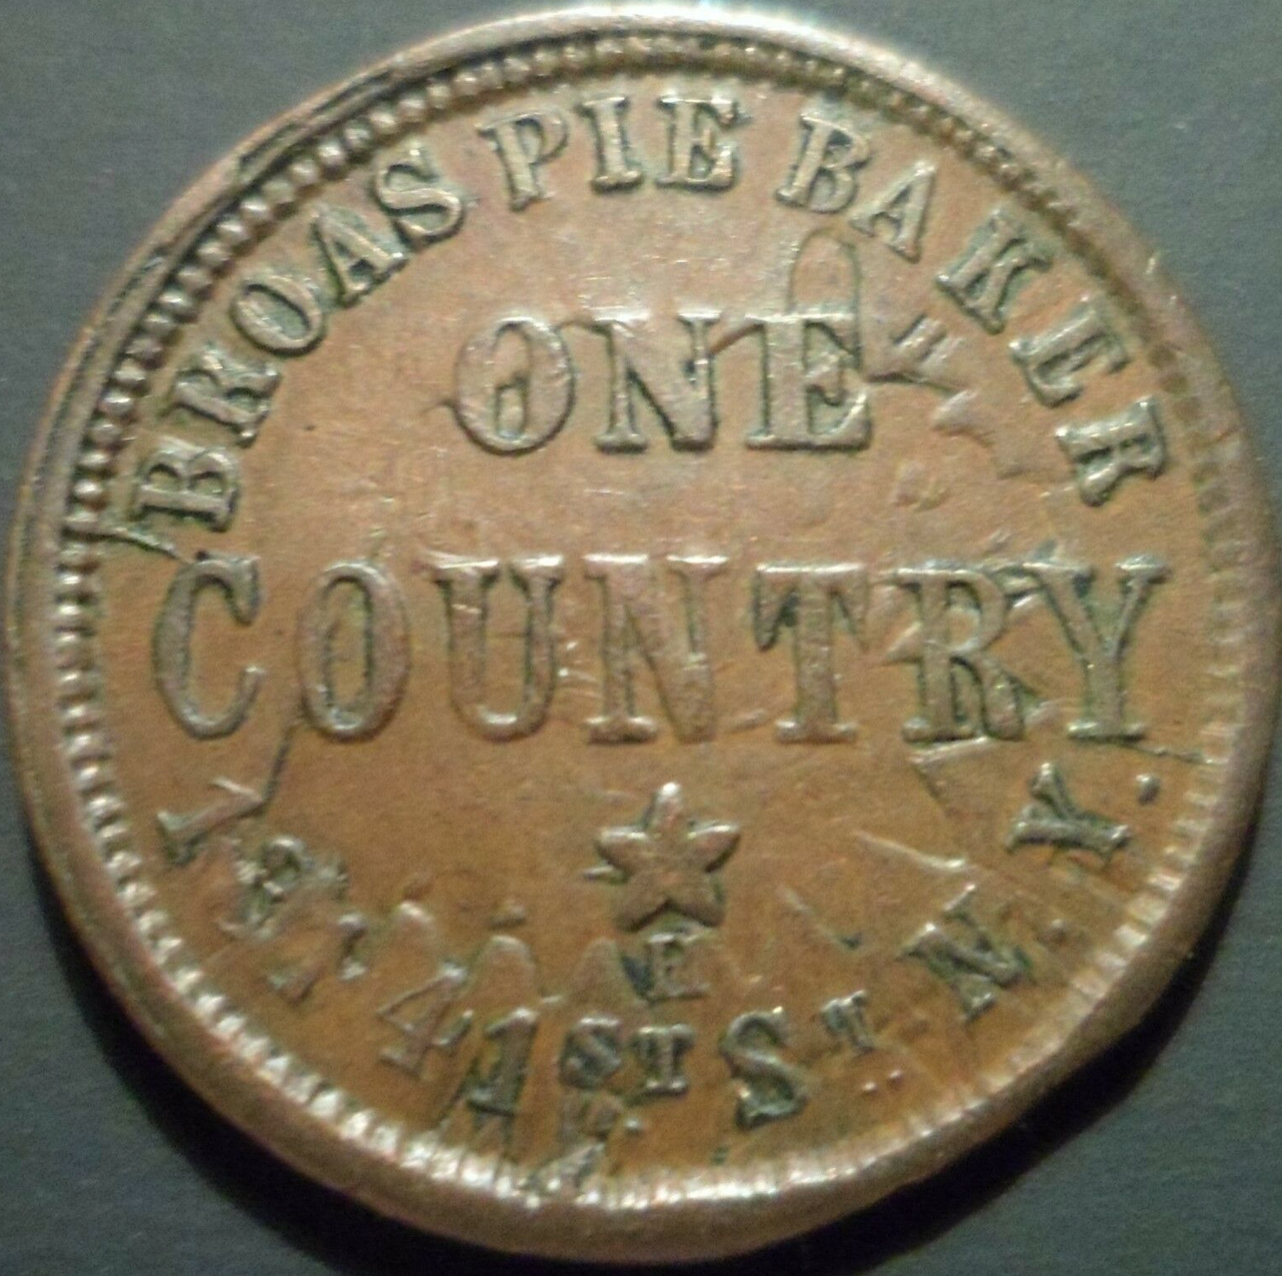 BROAS PIE BAKER
ONE
COUNTRY
131 E 41ST ST. N.Y.